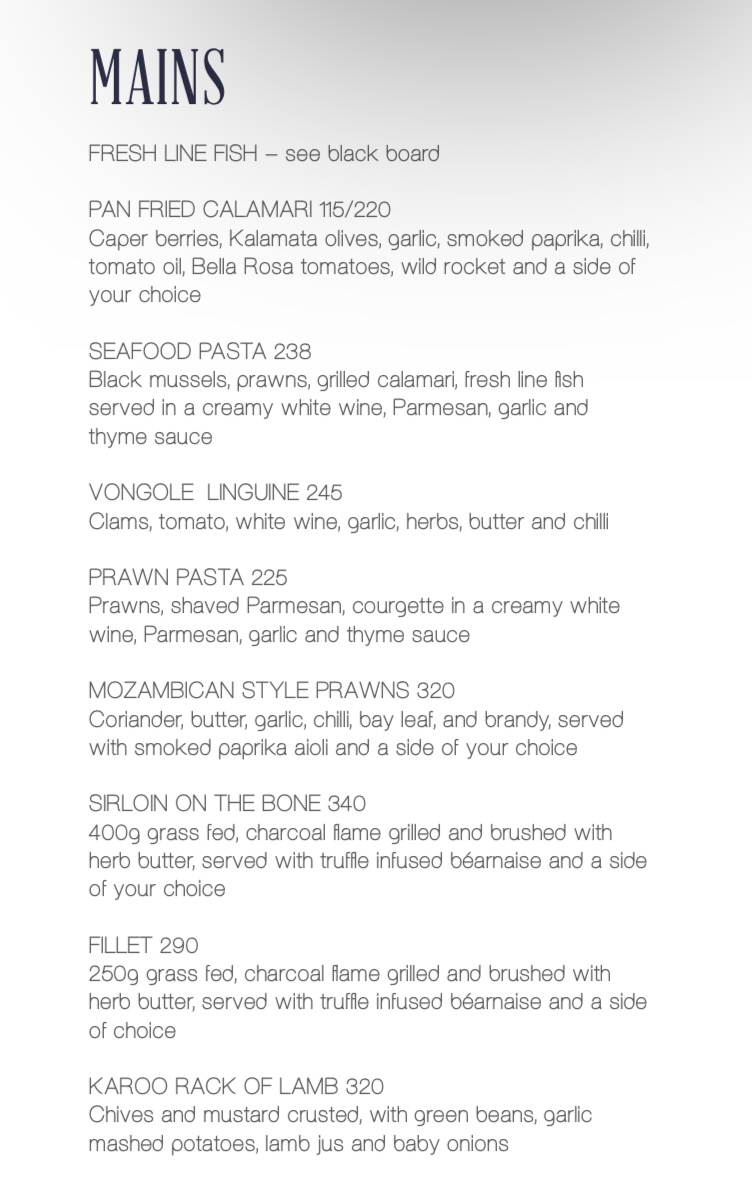 MAINS
FRESH LINE FISH – see black board
PAN FRIED CALAMARI 115/220
Caper berries, Kalamata olives, garlic, smoked paprika, chilli,
tomato oil, Bella Rosa tomatoes, wild rocket and a side of
your choice
SEAFOOD PASTA 238
Black mussels, prawns, grilled calamari, fresh line fish
served in a creamy white wine, Parmesan, garlic and
thyme sauce
VONGOLE  LINGUINE 245
Clams, tomato, white wine, garlic, herbs, butter and chilli
PRAWN PASTA 225
Prawns, shaved Parmesan, courgette in a creamy white
wine, Parmesan, garlic and thyme sauce
MOZAMBICAN STYLE PRAWNS 320
Coriander, butter, garlic, chilli, bay leaf, and brandy, served
with smoked paprika aioli and a side of your choice
SIRLOIN ON THE BONE 340
400g grass fed, charcoal flame grilled and brushed with
herb butter, served with truffle infused béarnaise and a side
of your choice
FILLET 290
250g grass fed, charcoal flame grilled and brushed with
herb butter, served with truffle infused béarnaise and a side
of choice
KAROO RACK OF LAMB 320
Chives and mustard crusted, with green beans, garlic
mashed potatoes, lamb jus and baby onions